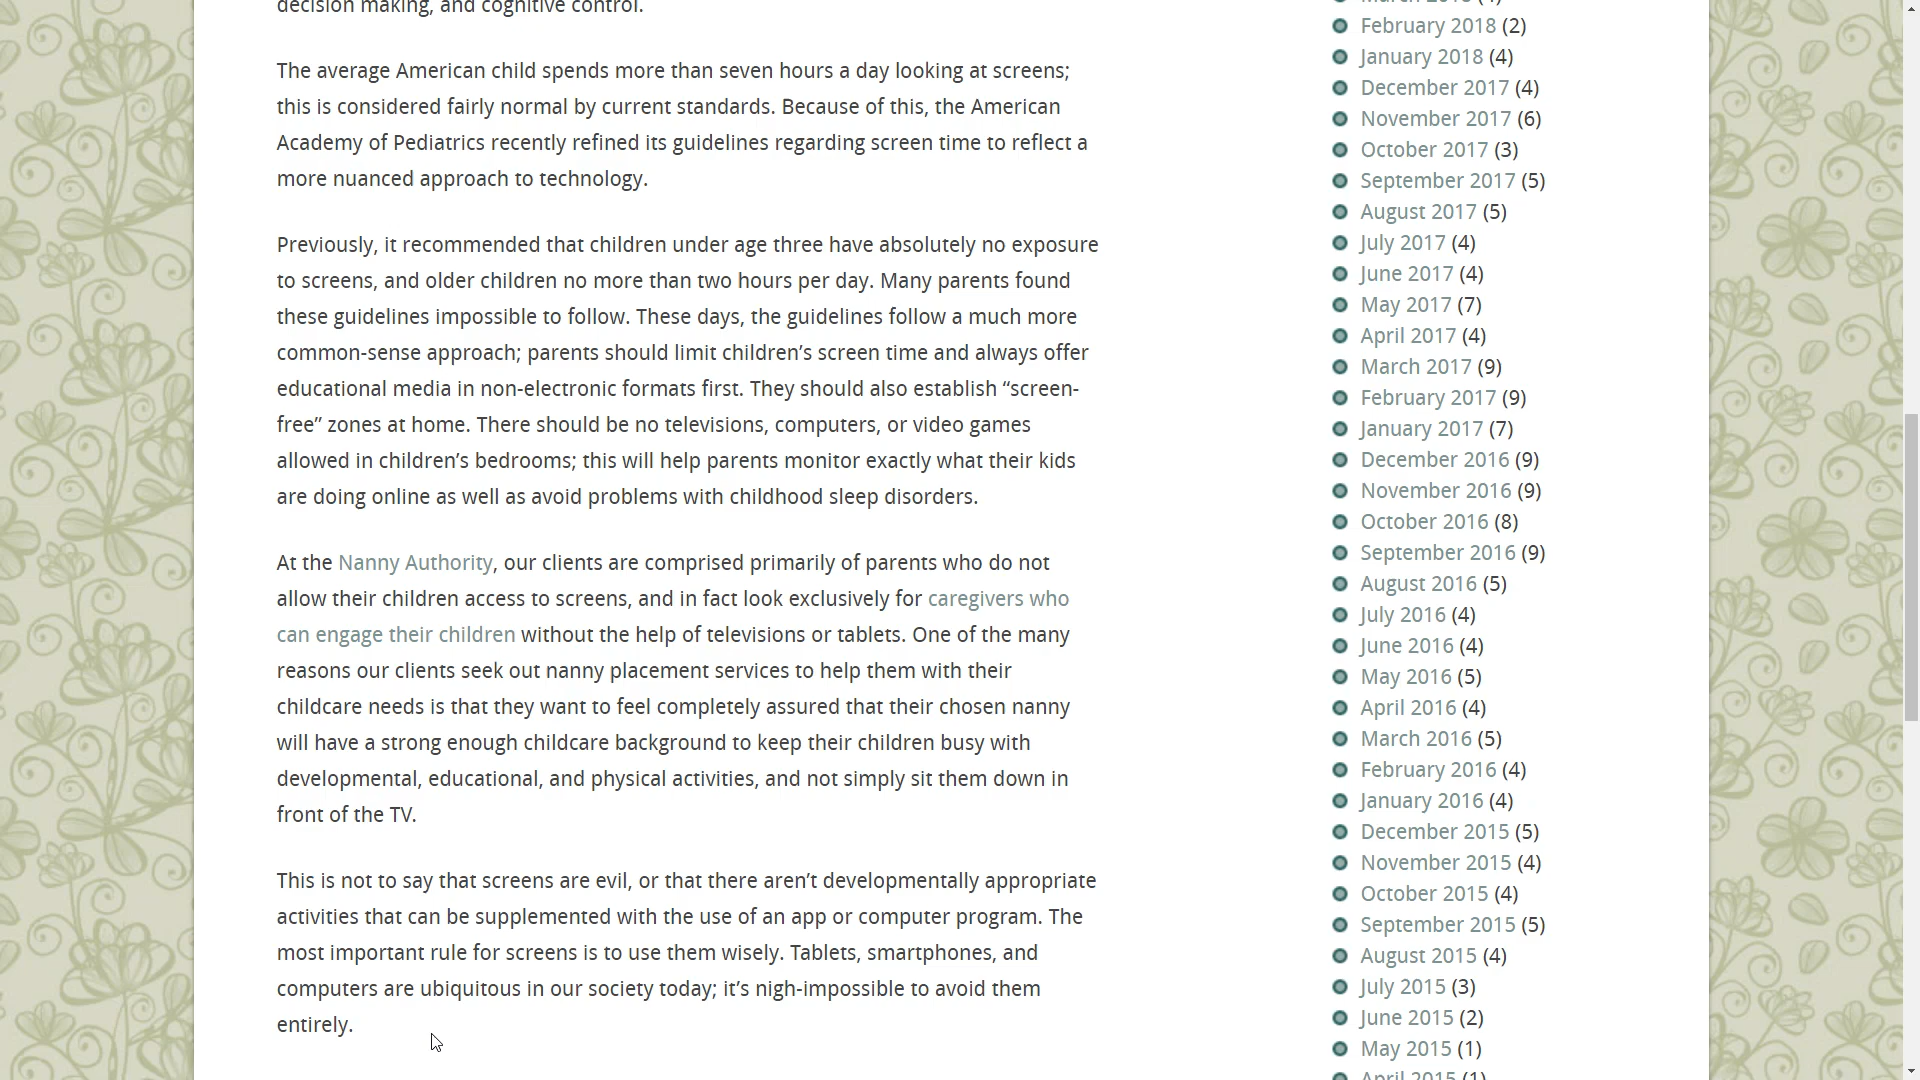 decision making, and cognitive control.
The average American child spends more than seven hours a day looking at screens;
this is considered fairly normal by current standards. Because of this, the American
Academy of Pediatrics recently refined its guidelines regarding screen time to reflect a
more nuanced approach to technology.
Previously, it recommended that children under age three have absolutely no exposure
to screens, and older children no more than two hours per day. Many parents found
these guidelines impossible to follow. These days, the guidelines follow a much more
common-sense approach; parents should limit children’s screen time and always offer
educational media in non-electronic formats first. They should also establish “screen-
free” zones at home. There should be no televisions, computers, or video games
allowed in children’s bedrooms; this will help parents monitor exactly what their kids
are doing online as well as avoid problems with childhood sleep disorders.
At the Nanny Authority, our clients are comprised primarily of parents who do not
allow their children access to screens, and in fact look exclusively for caregivers who
can engage their children without the help of televisions or tablets. One of the many
reasons our clients seek out nanny placement services to help them with their
childcare needs is that they want to feel completely assured that their chosen nanny
will have a strong enough childcare background to keep their children busy with
developmental, educational, and physical activities, and not simply sit them down in
front of the TV.
This is not to say that screens are evil, or that there aren’t developmentally appropriate
activities that can be supplemented with the use of an app or computer program. The
most important rule for screens is to use them wisely. Tablets, smartphones, and
computers are ubiquitous in our society today; it’s nigh-impossible to avoid them
entirely.
March 2018 (4)
February 2018 (2)
January 2018 (4)
December 2017 (4)
November 2017 (6)
October 2017 (3)
September 2017 (5)
August 2017 (5)
July 2017 (4)
June 2017 (4)
May 2017 (7)
April 2017 (4)
March 2017 (9)
February 2017 (9)
January 2017 (7)
December 2016 (9)
November 2016 (9)
October 2016 (8)
September 2016 (9)
August 2016 (5)
July 2016 (4)
June 2016 (4)
May 2016 (5)
April 2016 (4)
March 2016 (5)
February 2016 (4)
January 2016 (4)
December 2015 (5)
November 2015 (4)
October 2015 (4)
September 2015 (5)
August 2015 (4)
July 2015 (3)
June 2015 (2)
May 2015 (1)
April 2015 (1)